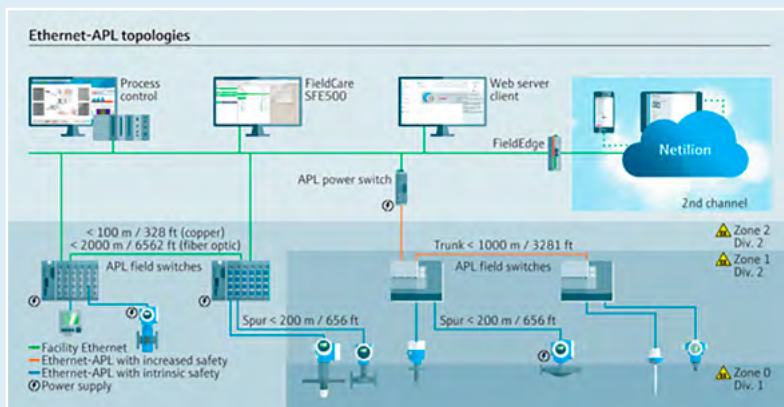 Ethernet-APL topologies
Process
control
FieldCare
SFE500
Web server
client
FieldEdge
Netilion
2nd channel
APL power switch
< 100 m / 328 ft (copper)
< 2000 m / 6562 ft (fiber optic)
APL field switches
Trunk < 1000 m / 3281 ft
APL field switches
Zone 2
Div. 2
Zone 1
Div. 2
Spur < 200 m / 656 ft
Spur < 200 m / 656 ft
Facility Ethernet
Ethernet-APL with increased safety
Ethernet-APL with intrinsic safety
Power supply
Zone 0
Div. 1